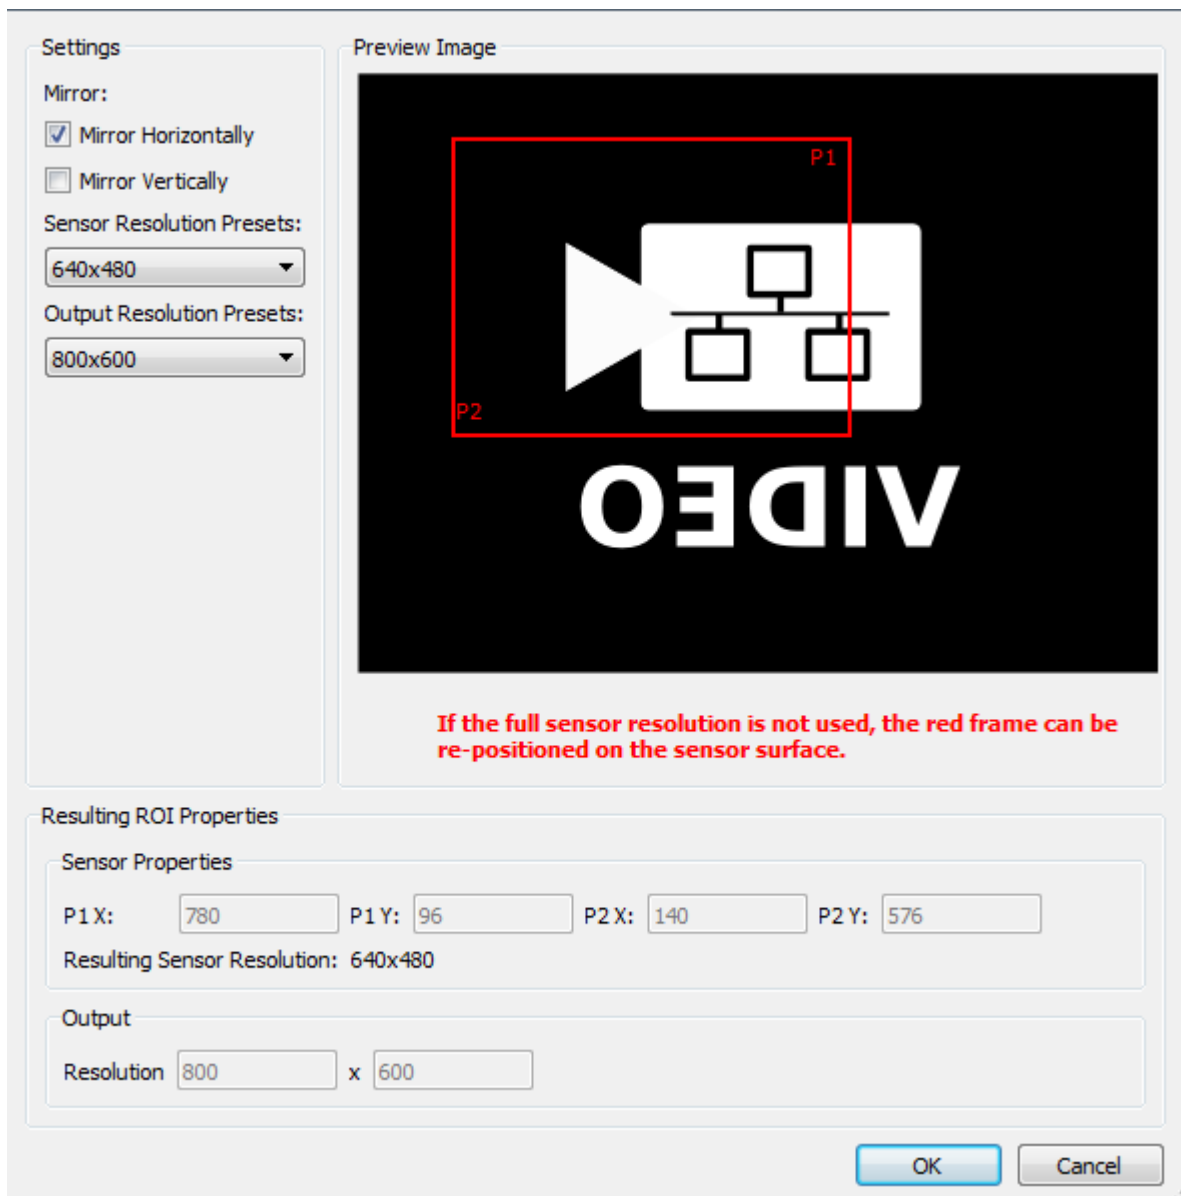 Settings
Mirror:
Mirror Horizontally
Mirror Vertically
Sensor Resolution Presets:
640x480
Output Resolution Presets:
800x600
Preview Image
P1
P2
VIDEO
If the full sensor resolution is not used, the red frame can be
re-positioned on the sensor surface.
Resulting ROI Properties
Sensor Properties
P1 X: 780 P1 Y: 96 P2 X: 140 P2 Y: 576
Resulting Sensor Resolution: 640x480
Output
Resolution 800 x 600
OK Cancel